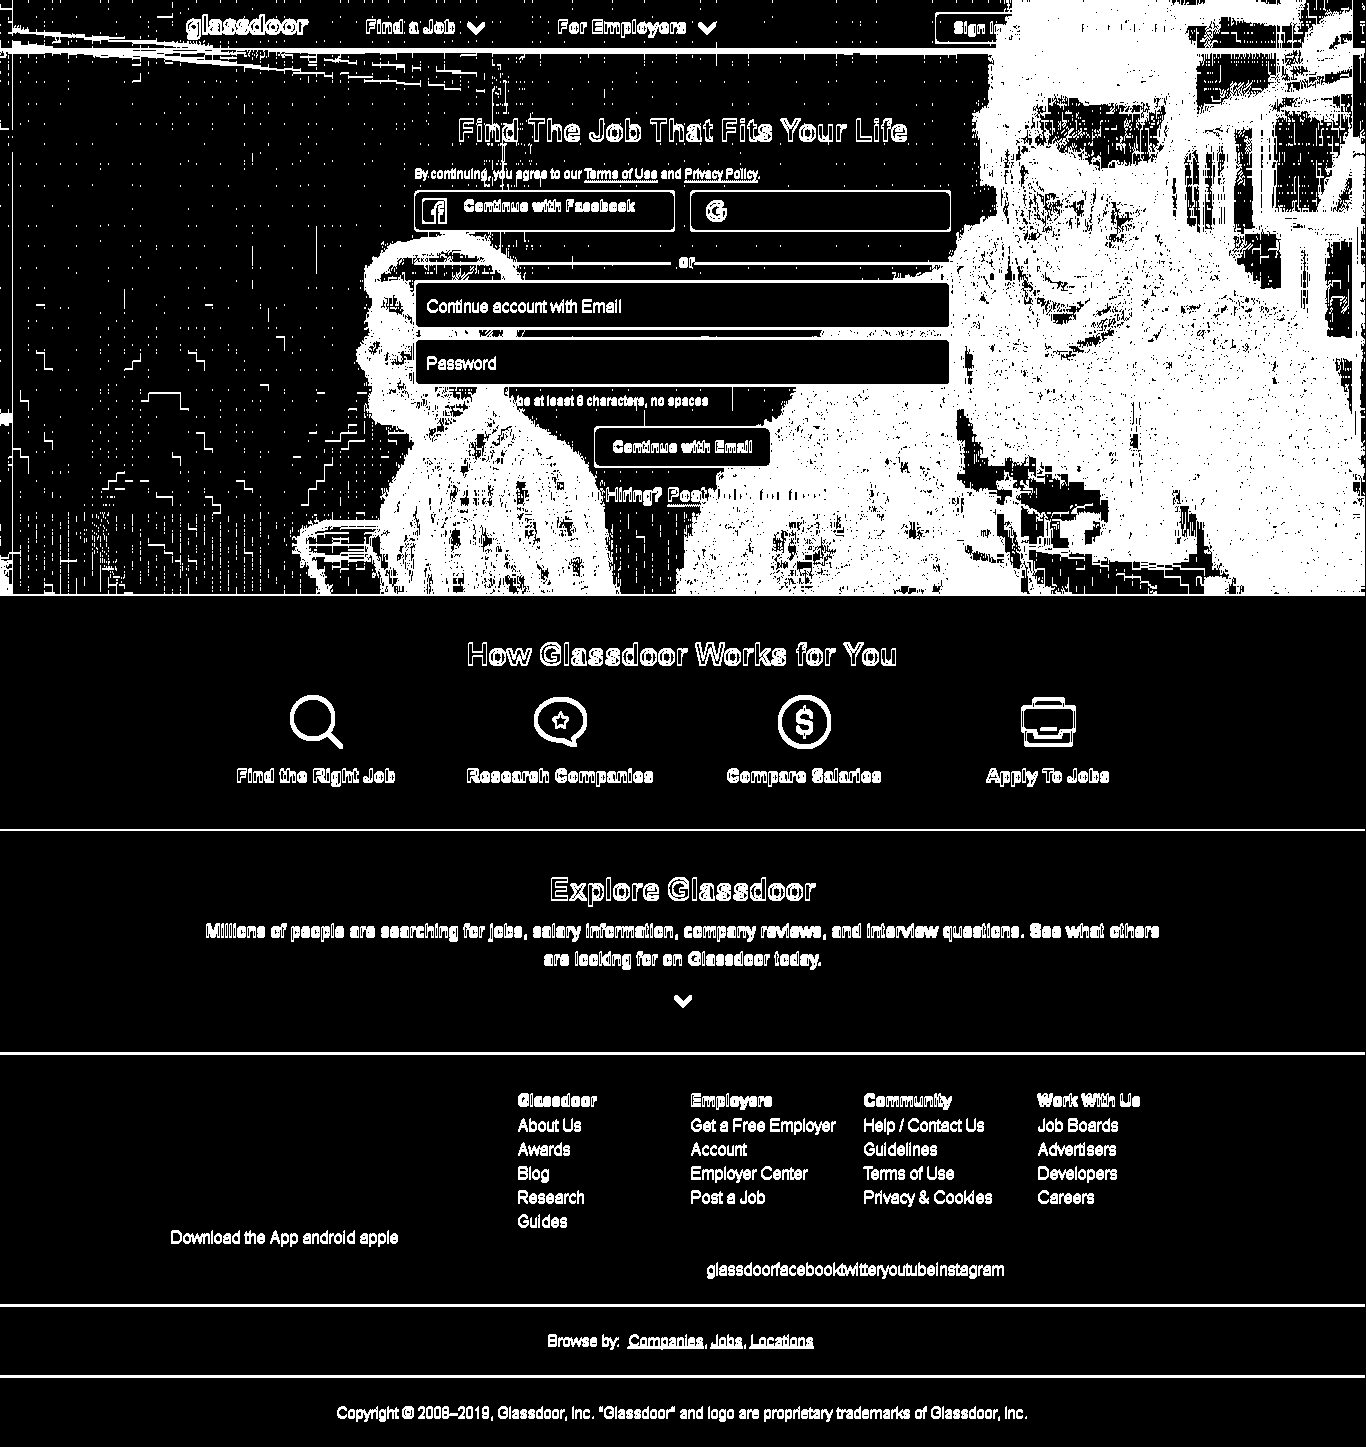 glassdoor
Find a Job
For Employers
Sign In
Find The Job That Fits Your Life
By continuing, you agree to our Terms of Use and Privacy Policy.
Continue with Facebook
or
Continue account with Email
Password
be at least 8 characters, no spaces
Continue with Email
Hiring? Post for free
How Glassdoor Works for You
Find the Right Job
Research Companies
Compare Salaries
Apply To Jobs
Explore Glassdoor
Millions of people are searching for jobs, salary information, company reviews, and interview questions. See what others
are looking for on Glassdoor today.
Glassdoor
About Us
Awards
Blog
Research
Guides
Employers
Get a Free Employer
Account
Employer Center
Post a Job
Community
Help / Contact Us
Guidelines
Terms of Use
Privacy & Cookies
Work With Us
Job Boards
Advertisers
Developers
Careers
Download the App android apple
glassdoorfacebooktwitteryoutubeinstagram
Browse by: Companies, Jobs, Locations
Copyright © 2008–2019, Glassdoor, Inc. "Glassdoor" and logo are proprietary trademarks of Glassdoor, Inc.